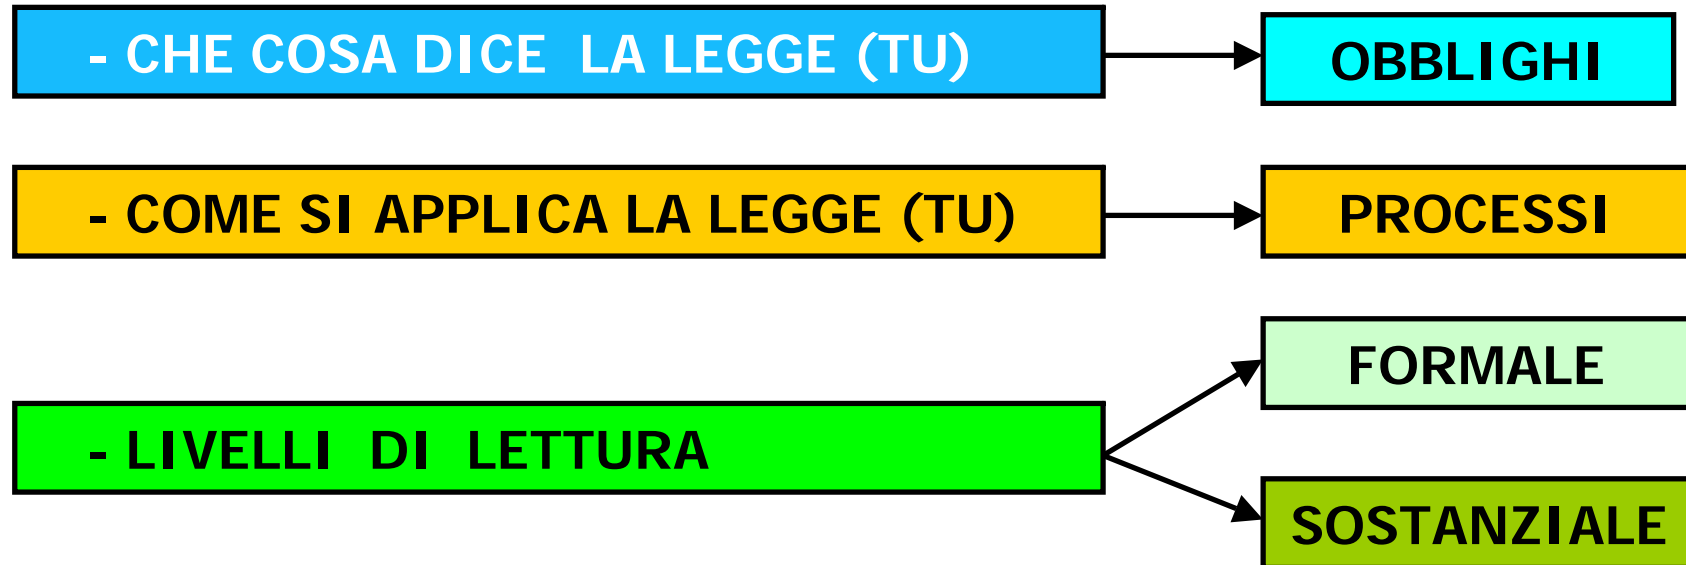 - CHE COSA DICE LA LEGGE (TU)
OBBLIGHI
- COME SI APPLICA LA LEGGE (TU)
PROCESSI
FORMALE
- LIVELLI DI LETTURA
SOSTANZIALE